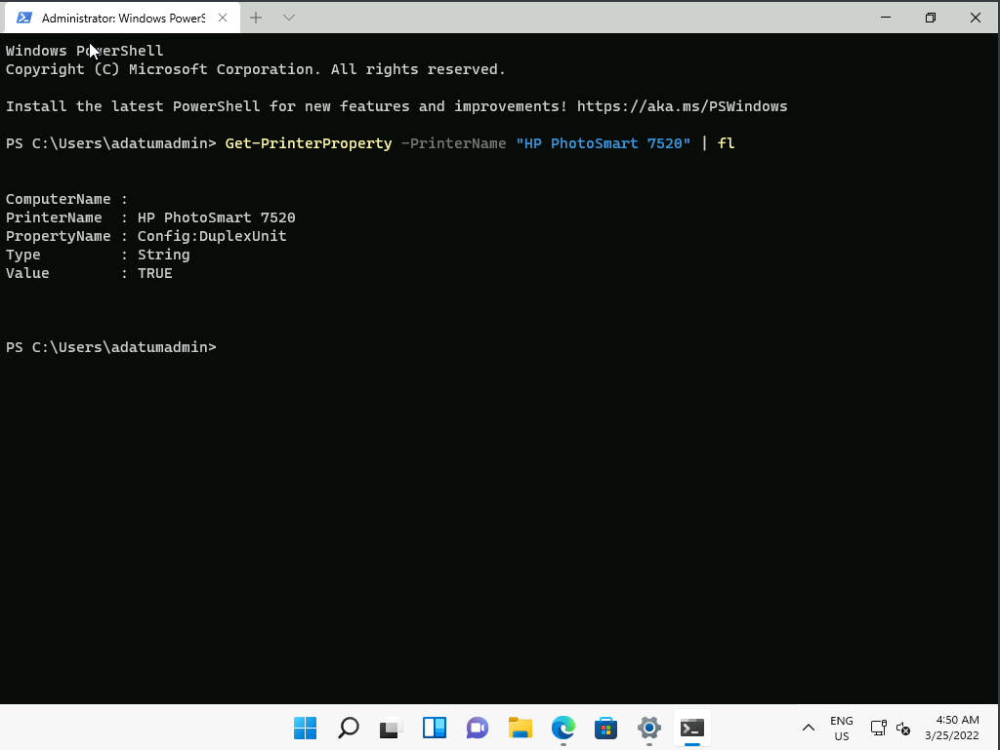 Administrator: Windows PowerS
Windows PowerShell
Copyright (C) Microsoft Corporation. All rights reserved.
Install the latest PowerShell for new features and improvements! https://aka.ms/PSWindows
PS C:\Users\adatumadmin> Get-PrinterProperty -PrinterName "HP PhotoSmart 7520" | fl
ComputerName :
PrinterName  : HP PhotoSmart 7520
PropertyName : Config:DuplexUnit
Type         : String
Value        : TRUE
PS C:\Users\adatumadmin>
ENG
US
4:50 AM
3/25/2022